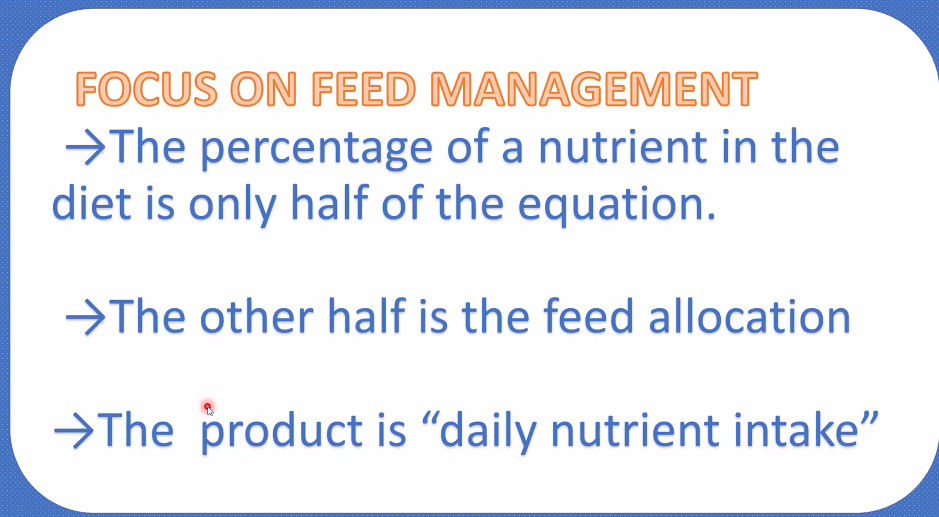 FOCUS ON FEED MANAGEMENT
→The percentage of a nutrient in the
diet is only half of the equation.
→The other half is the feed allocation
→The  product is “daily nutrient intake”